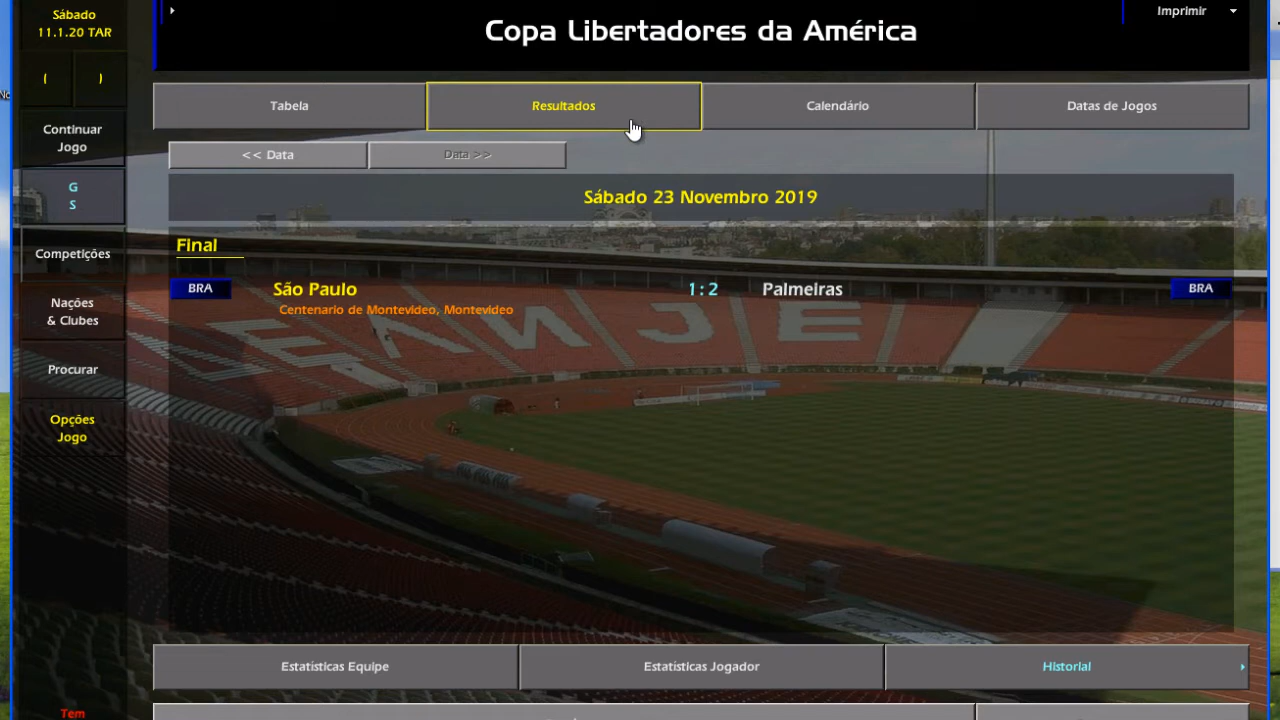 Sábado
11.1.20 TAR
Copa Libertadores da América
Imprimir
Tabela
Resultados
Calendário
Datas de Jogos
Continuar
Jogo
<< Data
Data >>
G
S
Sábado 23 Novembro 2019
Competições
Final
BRA
São Paulo
1 : 2
Palmeiras
BRA
Centenario de Montevideo, Montevideo
Nações
& Clubes
Procurar
Opções
Jogo
Estatisticas Equipe
Estatisticas Jogador
Historial
Tem